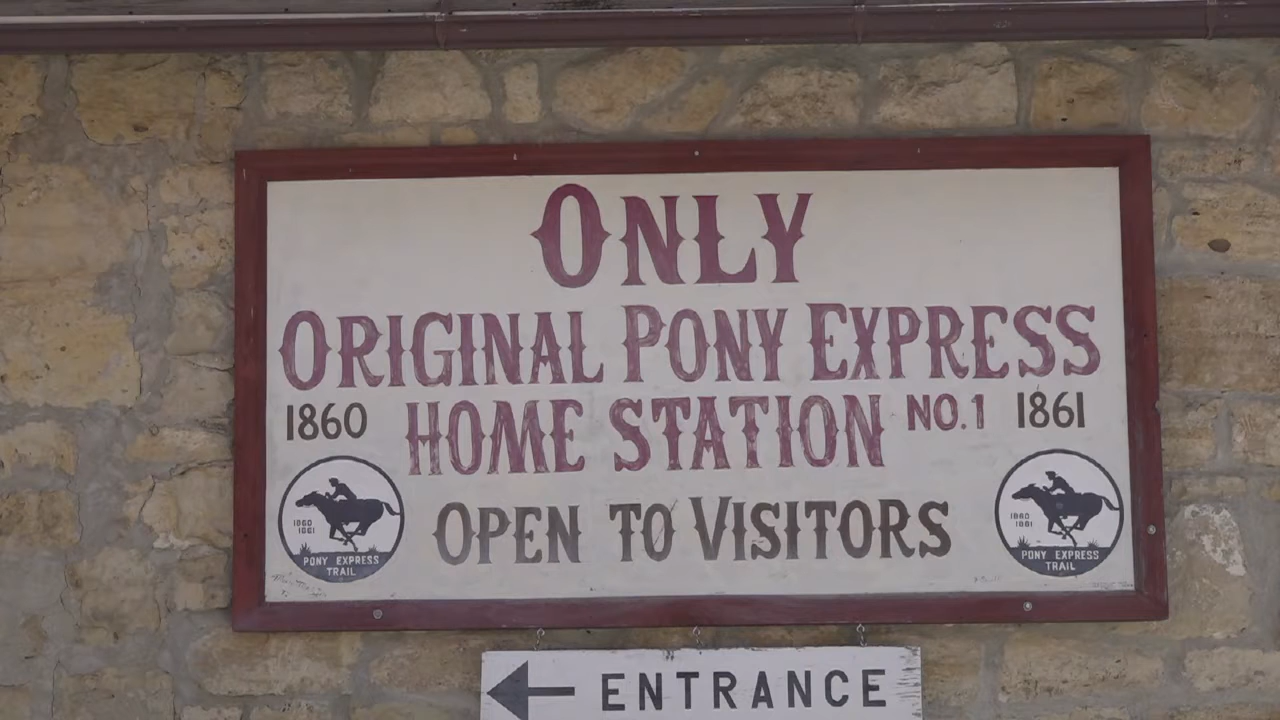 ONLY
ORIGINAL PONY EXPRESS
1860 HOME STATION NO.1 1861
OPEN TO VISITORS
1860
1861
PONY EXPRESS
TRAIL
1860
1861
PONY EXPRESS
TRAIL
ENTRANCE